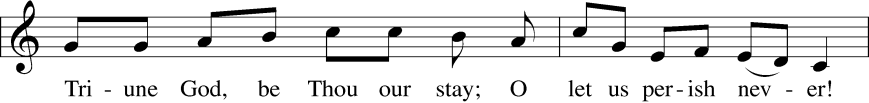 Tri - une God, be Thou our stay; O let us per - ish nev - er!